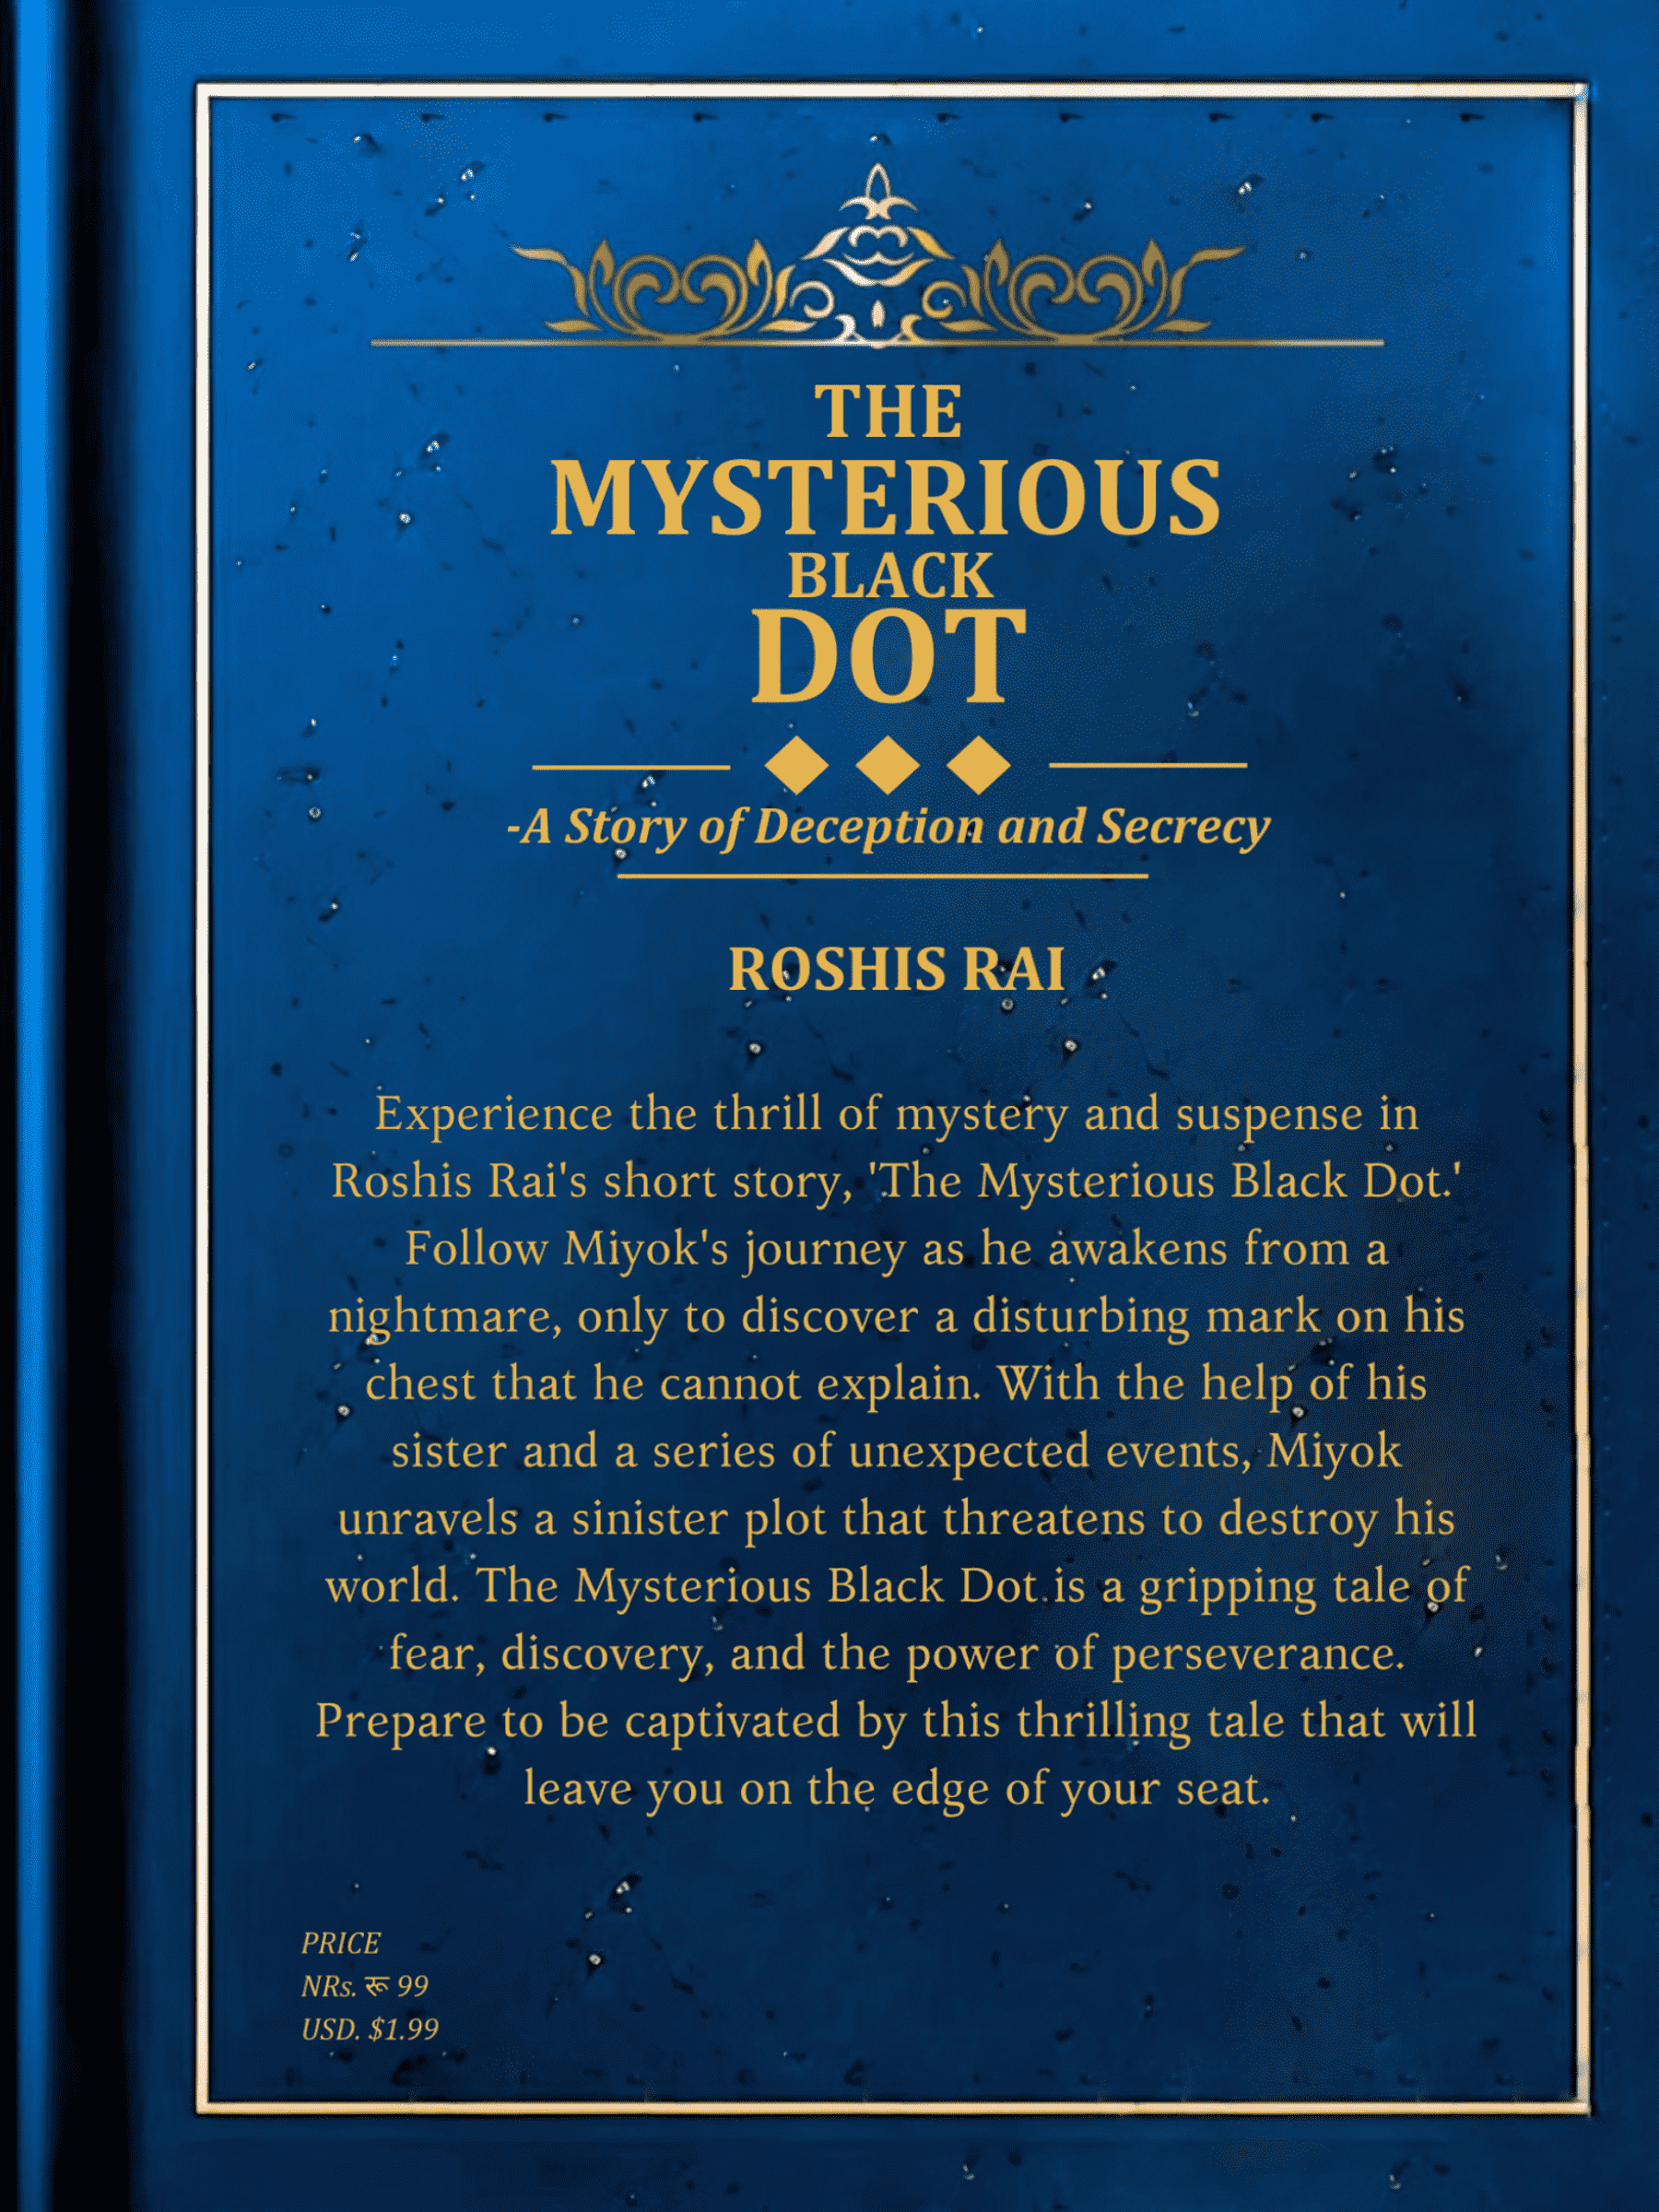 THE
MYSTERIOUS
BLACK
DOT
-A Story of Deception and Secrecy
ROSHIS RAI
Experience the thrill of mystery and suspense in
Roshis Rai's short story, 'The Mysterious Black Dot.'
Follow Miyok's journey as he awakens from a
nightmare, only to discover a disturbing mark on his
chest that he cannot explain. With the help of his
sister and a series of unexpected events, Miyok
unravels a sinister plot that threatens to destroy his
world. The Mysterious Black Dot is a gripping tale of
fear, discovery, and the power of perseverance.
Prepare to be captivated by this thrilling tale that will
leave you on the edge of your seat.
PRICE
NRs. रू 99
USD. $1.99